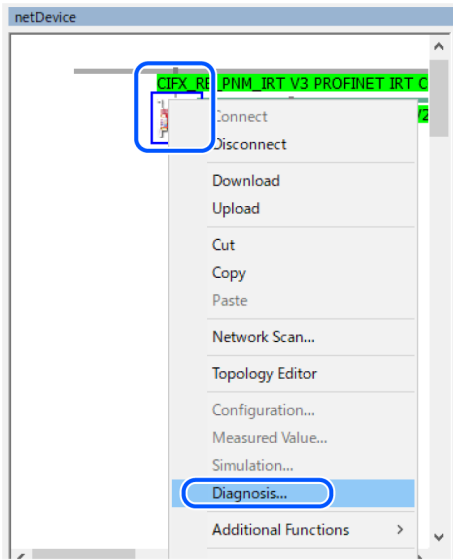 netDevice
CIFX_RE_PNM_IRT V3 PROFINET IRT C
Connect
Disconnect
Download
Upload
Cut
Copy
Paste
Network Scan...
Topology Editor
Configuration...
Measured Value...
Simulation...
Diagnosis...
Additional Functions